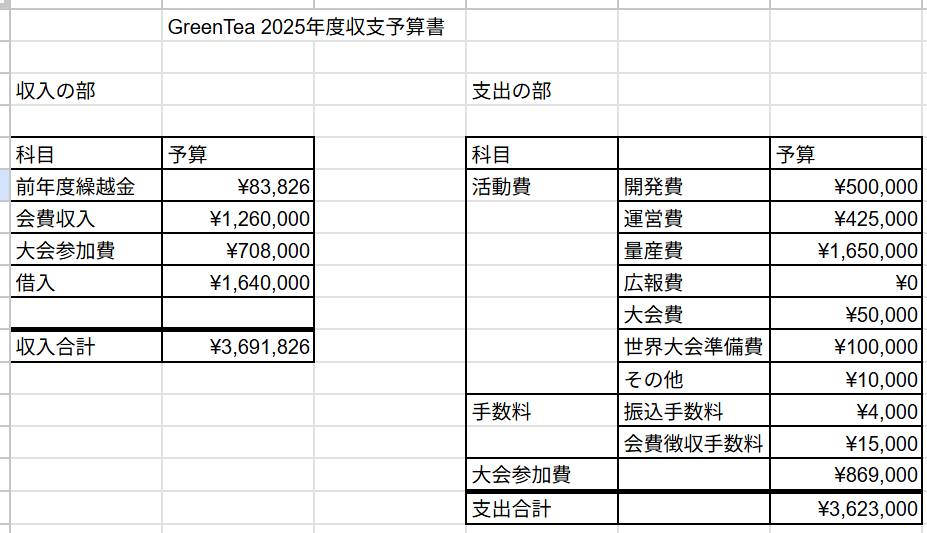 GreenTea 2025年度収支予算書
収入の部
科目 予算
前年度繰越金 ¥83,826
会費収入 ¥1,260,000
大会参加費 ¥708,000
借入 ¥1,640,000
収入合計 ¥3,691,826
支出の部
科目 予算
活動費 開発費 ¥500,000
運営費 ¥425,000
量産費 ¥1,650,000
広報費 ¥0
大会費 ¥50,000
世界大会準備費 ¥100,000
その他 ¥10,000
手数料 振込手数料 ¥4,000
会費徴収手数料 ¥15,000
大会参加費 ¥869,000
支出合計 ¥3,623,000